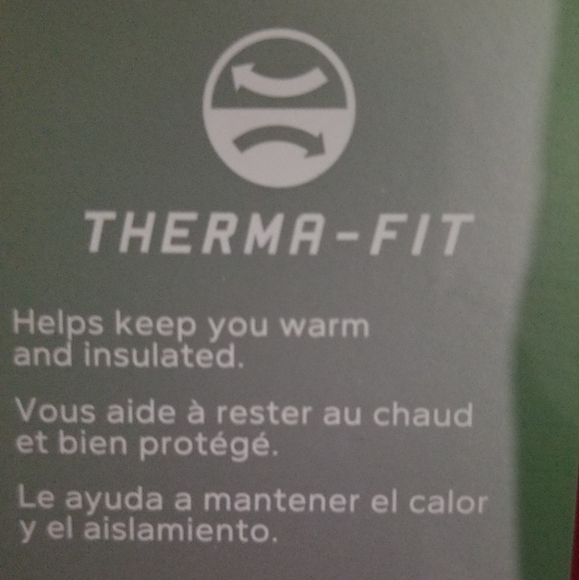 THERMA-FIT
Helps keep you warm
and insulated.
Vous aide à rester au chaud
et bien protégé.
Le ayuda a mantener el calor
y el aislamiento.